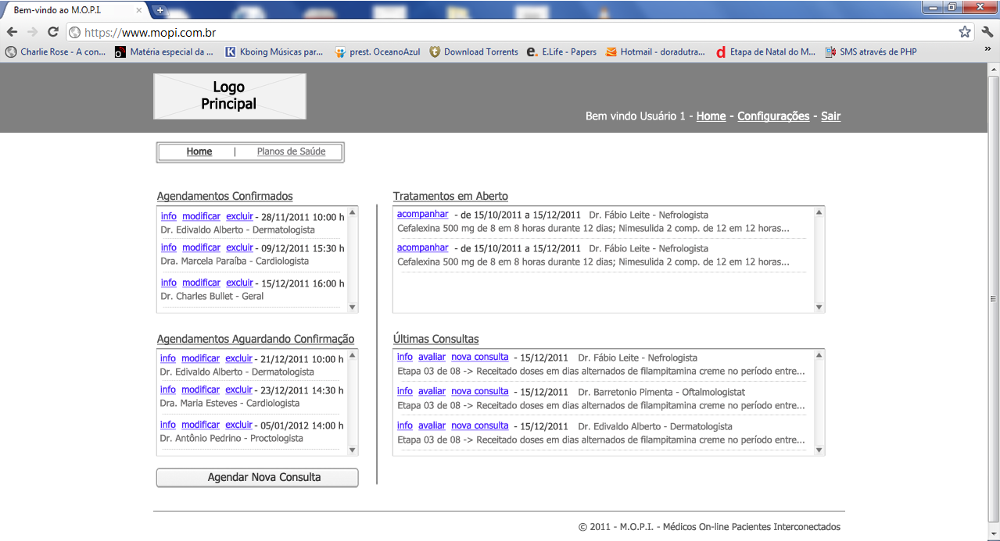 Bem-vindo ao M.O.P.I.
https://www.mopi.com.br
Charlie Rose - A con... Matéria especial da ... Kboing Músicas par... prest. OceanoAzul Download Torrents E.Life - Papers Hotmail - doradutra... Etapa de Natal do M... SMS através de PHP »
Logo
Principal
Bem vindo Usuário 1 - Home - Configurações - Sair
Home | Planos de Saúde
Agendamentos Confirmados
info modificar excluir - 28/11/2011 10:00 h
Dr. Edivaldo Alberto - Dermatologista
info modificar excluir - 09/12/2011 15:30 h
Dra. Marcela Paraíba - Cardiologista
info modificar excluir - 15/12/2011 16:00 h
Dr. Charles Bullet - Geral
Tratamentos em Aberto
acompanhar - de 15/10/2011 a 15/12/2011 Dr. Fábio Leite - Nefrologista
Cefalexina 500 mg de 8 em 8 horas durante 12 dias; Nimesulida 2 comp. de 12 em 12 horas...
acompanhar - de 15/10/2011 a 15/12/2011 Dr. Fábio Leite - Nefrologista
Cefalexina 500 mg de 8 em 8 horas durante 12 dias; Nimesulida 2 comp. de 12 em 12 horas...
Agendamentos Aguardando Confirmação
info modificar excluir - 21/12/2011 10:00 h
Dr. Edivaldo Alberto - Dermatologista
info modificar excluir - 23/12/2011 14:30 h
Dra. Maria Esteves - Cardiologista
info modificar excluir - 05/01/2012 14:00 h
Dr. Antônio Pedrino - Proctologista
Agendar Nova Consulta
Últimas Consultas
info avaliar nova consulta - 15/12/2011 Dr. Fábio Leite - Nefrologista
Etapa 03 de 08 -> Receitado doses em dias alternados de filampitamina creme no período entre...
info avaliar nova consulta - 15/12/2011 Dr. Barretonio Pimenta - Oftalmologistat
Etapa 03 de 08 -> Receitado doses em dias alternados de filampitamina creme no período entre...
info avaliar nova consulta - 15/12/2011 Dr. Edivaldo Alberto - Dermatologista
Etapa 03 de 08 -> Receitado doses em dias alternados de filampitamina creme no período entre...
© 2011 - M.O.P.I. - Médicos On-line Pacientes Interconectados